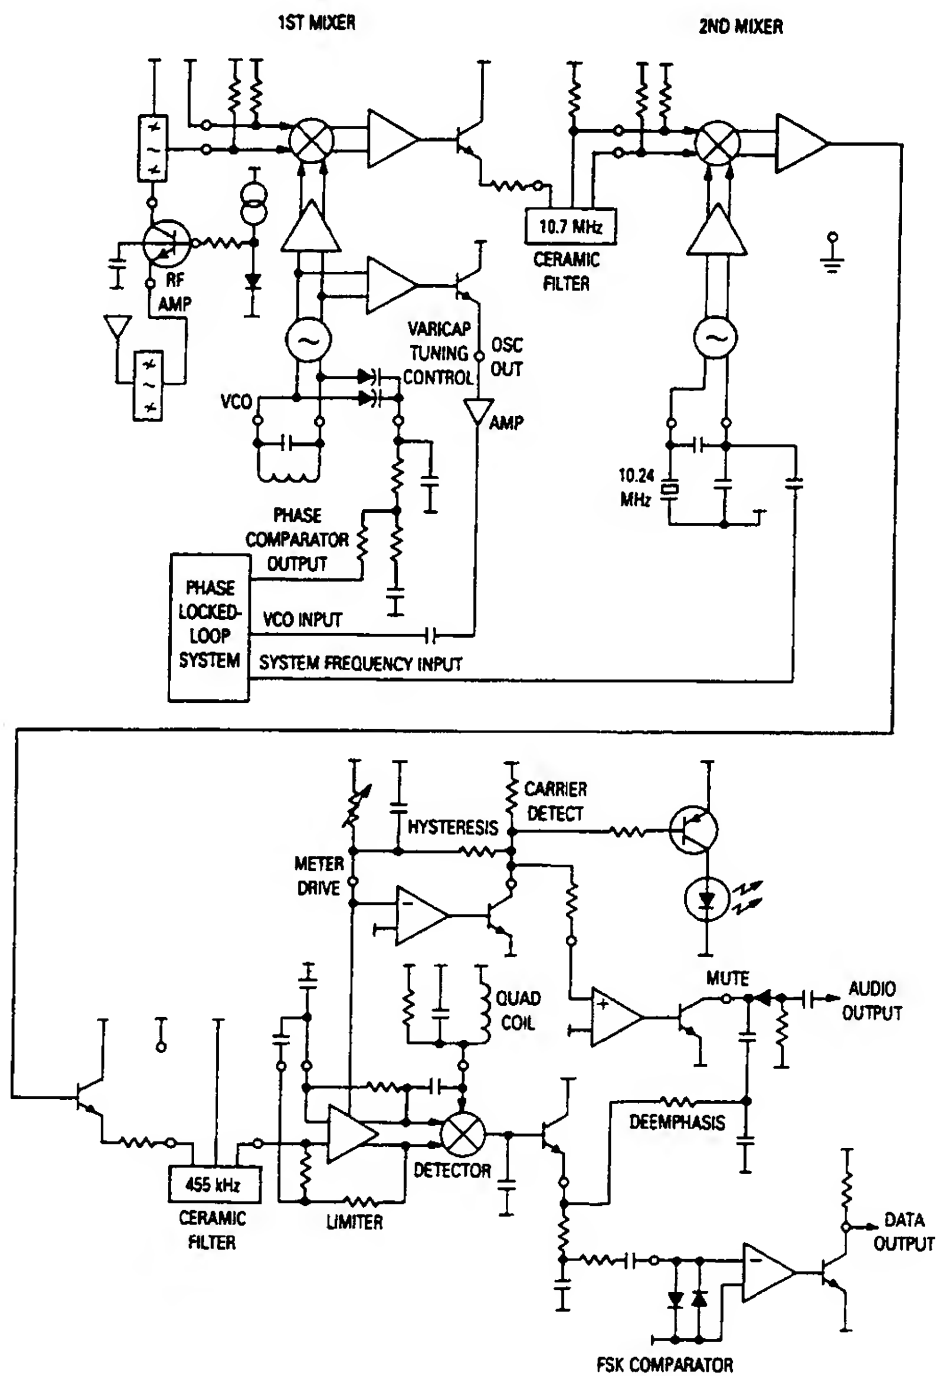 1ST MIXER
2ND MIXER
10.7 MHz
CERAMIC
FILTER
RF
AMP
VARICAP
TUNING
CONTROL
OSC
OUT
VCO
AMP
10.24
MHz
PHASE
COMPARATOR
OUTPUT
PHASE
LOCKED-
LOOP
SYSTEM
VCO INPUT
SYSTEM FREQUENCY INPUT
CARRIER
DETECT
HYSTERESIS
METER
DRIVE
−
QUAD
COIL
MUTE
+
AUDIO
OUTPUT
DEEMPHASIS
DETECTOR
455 kHz
CERAMIC
FILTER
LIMITER
DATA
OUTPUT
−
FSK COMPARATOR